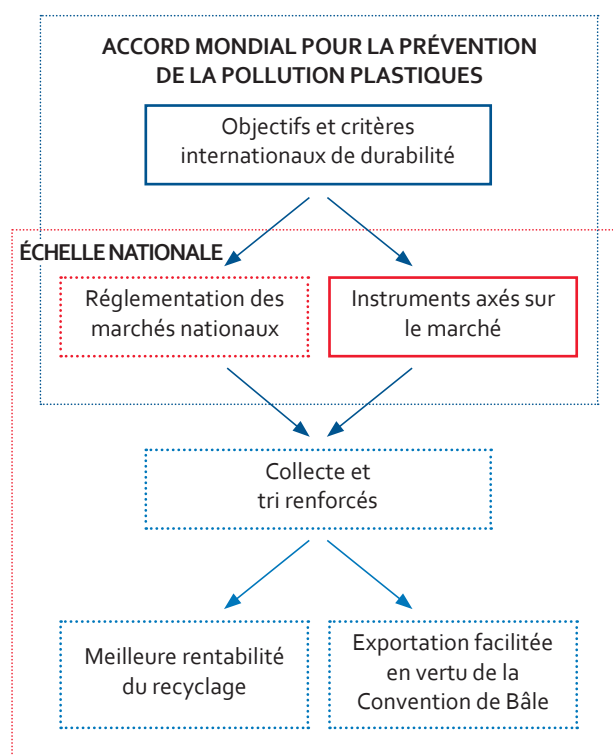 ACCORD MONDIAL POUR LA PRÉVENTION
DE LA POLLUTION PLASTIQUES
Objectifs et critères
internationaux de durabilité
ÉCHELLE NATIONALE
Réglementation des
marchés nationaux
Instruments axés sur
le marché
Collecte et
tri renforcés
Meilleure rentabilité
du recyclage
Exportation facilitée
en vertu de la
Convention de Bâle